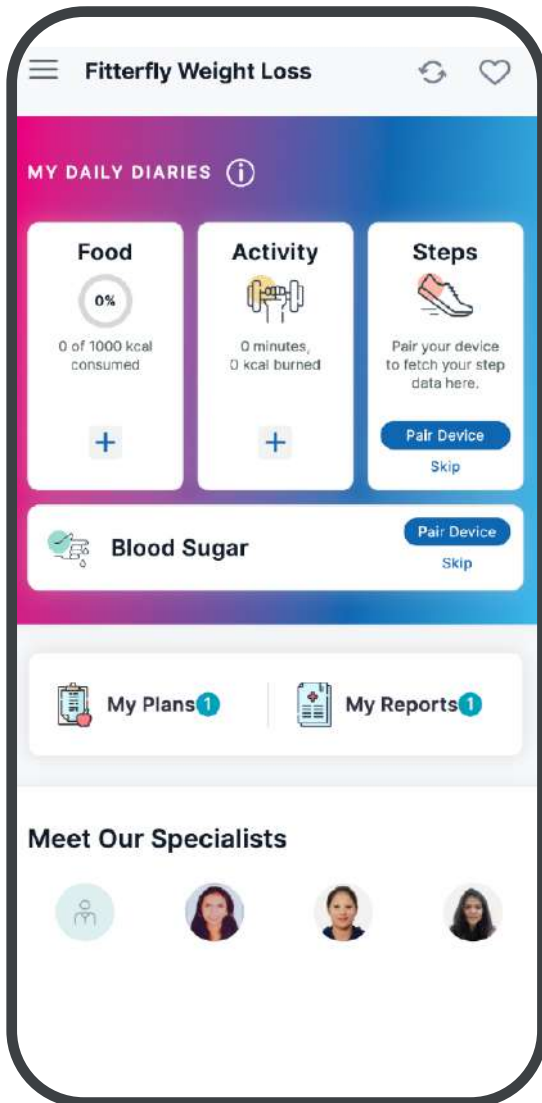 Fitterfly Weight Loss
MY DAILY DIARIES
Food
0%
0 of 1000 kcal
consumed
Activity
0 minutes,
0 kcal burned
Steps
Pair your device
to fetch your step
data here.
Pair Device
Skip
Blood Sugar
Pair Device
Skip
My Plans 1
My Reports 1
Meet Our Specialists